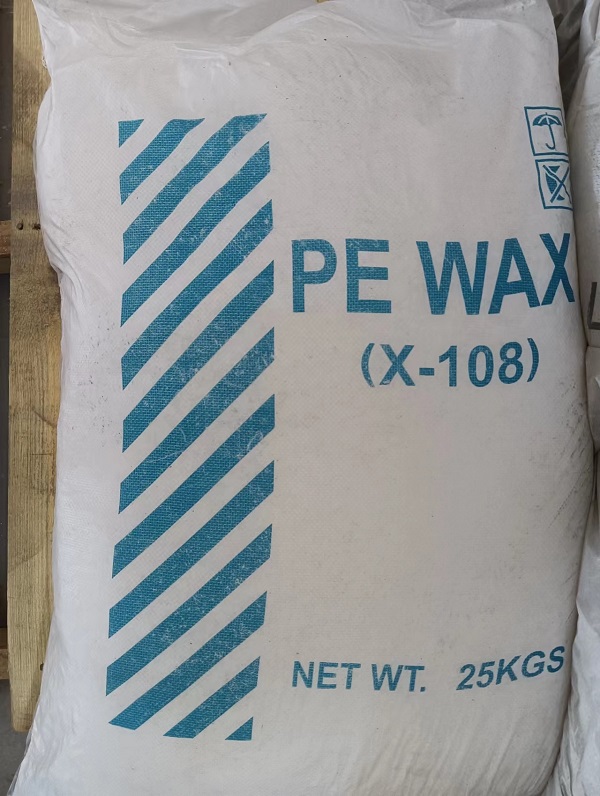 PE WAX
(X-108)
NET WT. 25KGS